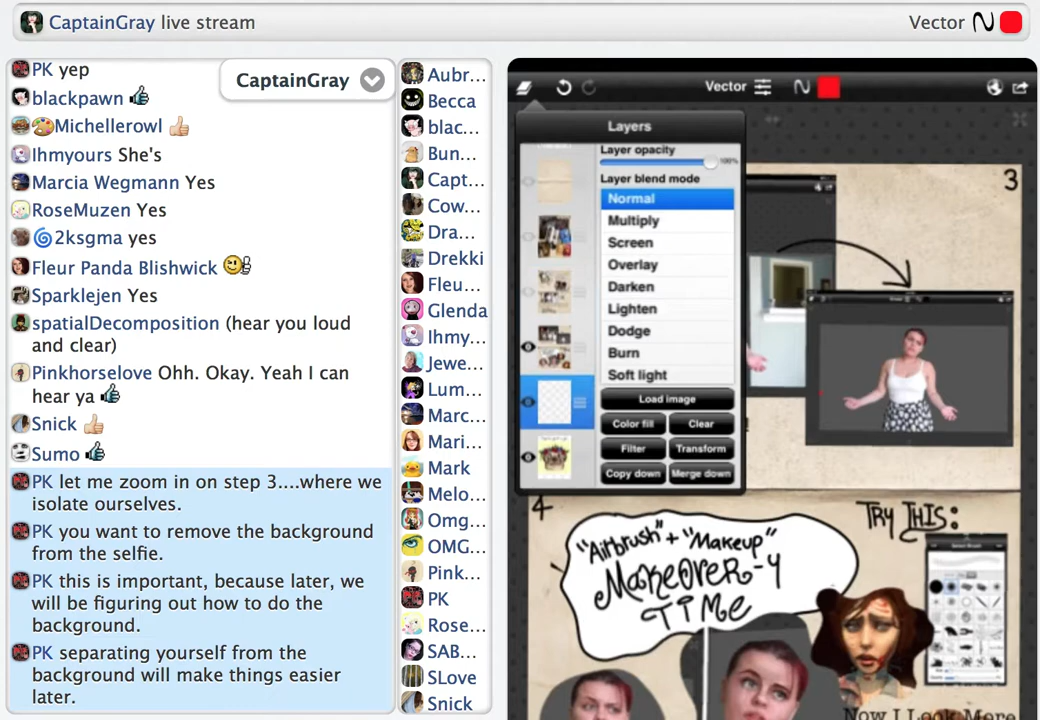 CaptainGray live stream
Vector
PK yep
CaptainGray
blackpawn
Michellerowl
Ihmyours She's
Marcia Wegmann Yes
RoseMuzen Yes
2ksgma yes
Fleur Panda Blishwick
Sparklejen Yes
spatialDecomposition (hear you loud
and clear)
Pinkhorselove Ohh. Okay. Yeah I can
hear ya
Snick
Sumo
PK let me zoom in on step 3....where we
isolate ourselves.
PK you want to remove the background
from the selfie.
PK this is important, because later, we
will be figuring out how to do the
background.
PK separating yourself from the
background will make things easier
later.
Aubr...
Becca
blac...
Bun...
Capt...
Cow...
Dra...
Drekki
Fleu...
Glenda
Ihmy...
Jewe...
Lum...
Marc...
Mari...
Mark
Melo...
Omg...
OMG...
Pink...
PK
Rose...
SAB...
SLove
Snick
Vector
Layers
Layer opacity
100%
Layer blend mode
Normal
Multiply
Screen
Overlay
Darken
Lighten
Dodge
Burn
Soft light
Load image
Color fill
Clear
Filter
Transform
Copy down
Merge down
3
4
"Airbrush" + "Makeup"
Makeover-y
Time
Try This:
Now I Look More